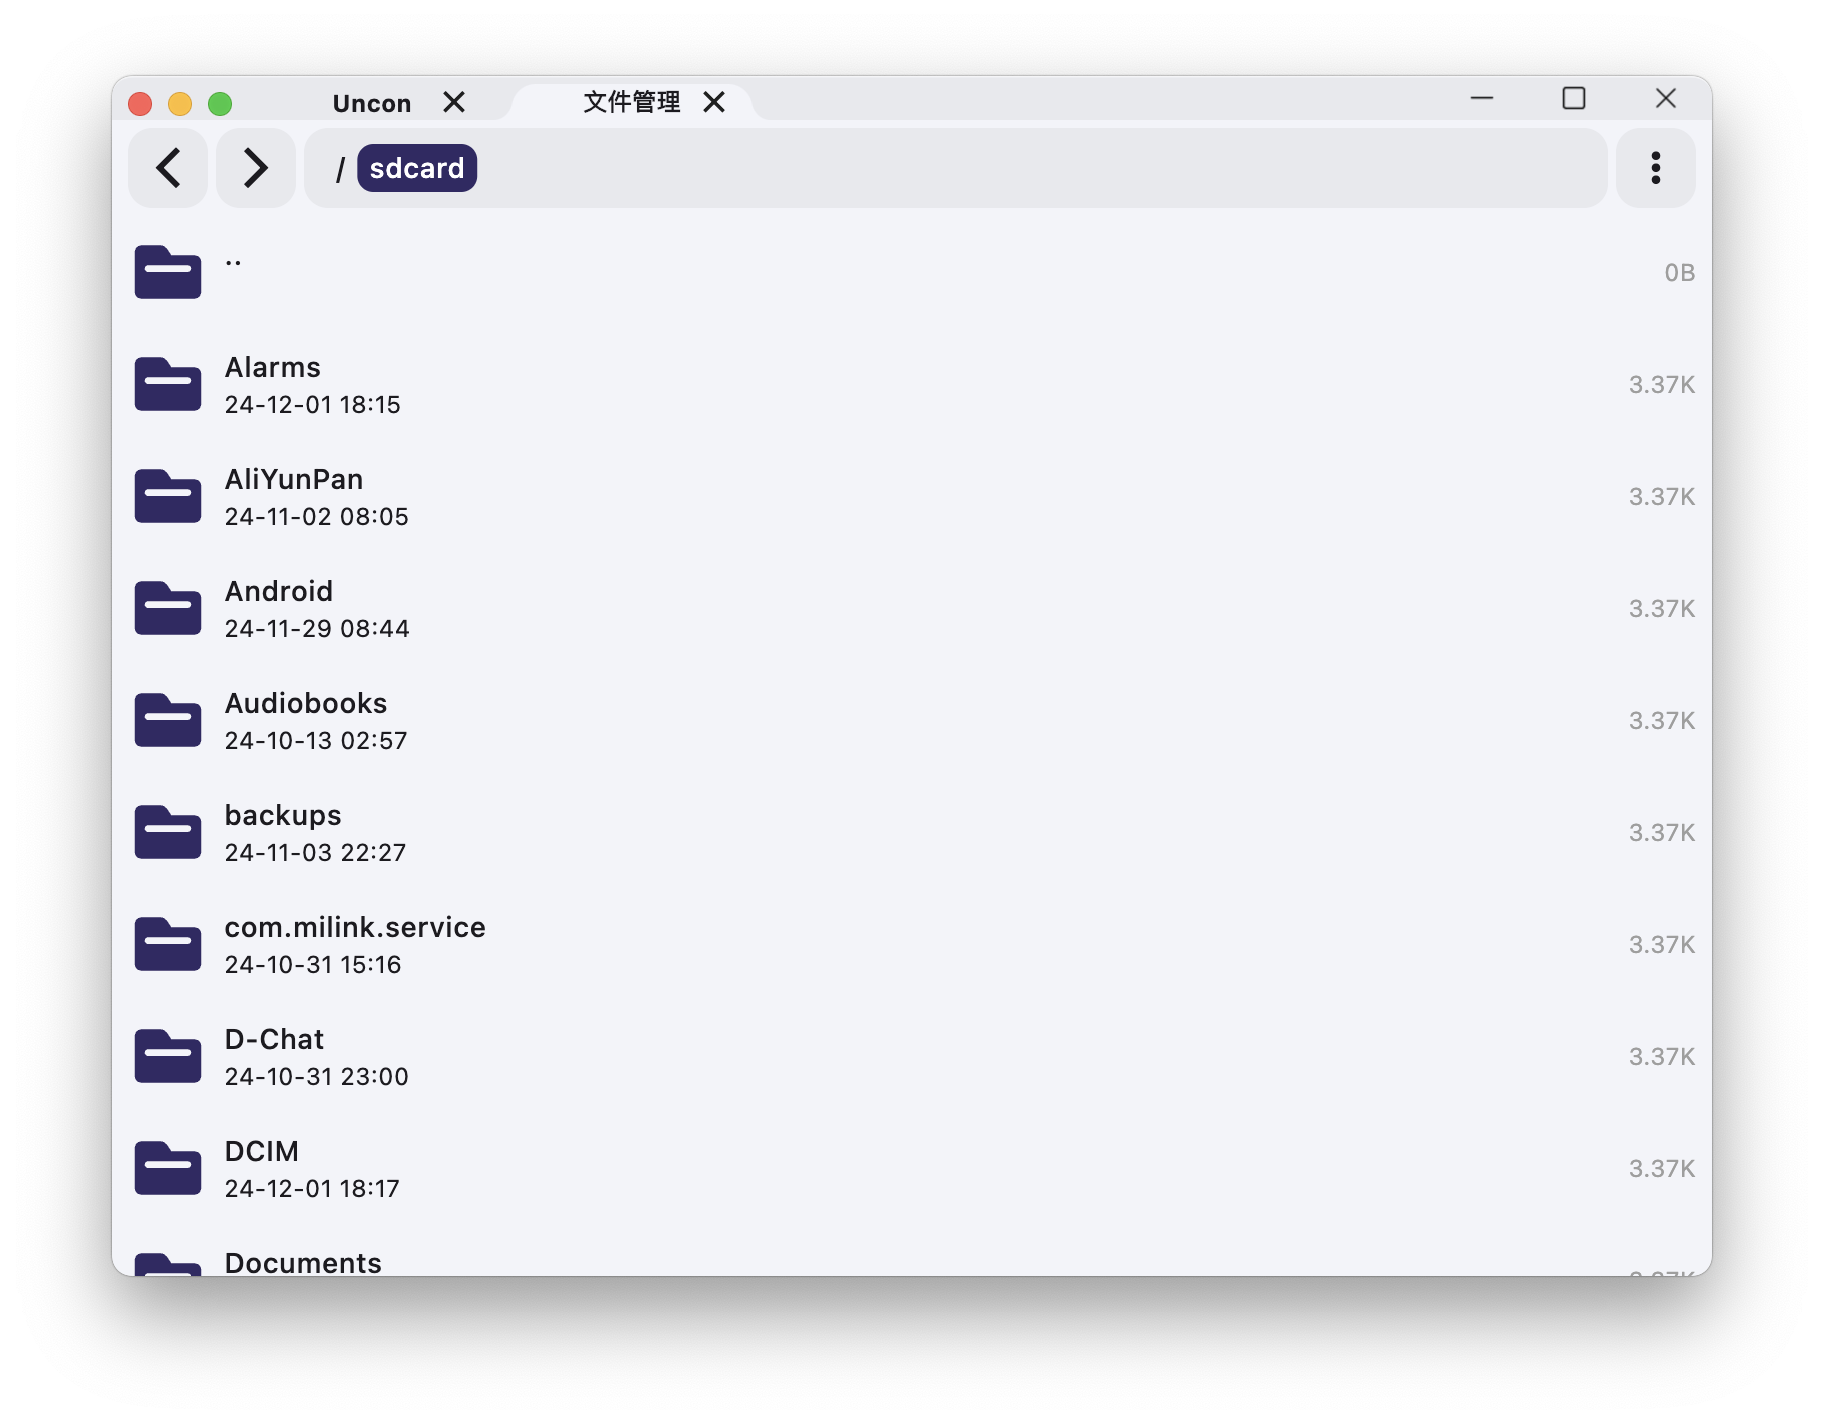 Uncon
文件管理
/ sdcard
..
0B
Alarms
24-12-01 18:15
3.37K
AliYunPan
24-11-02 08:05
3.37K
Android
24-11-29 08:44
3.37K
Audiobooks
24-10-13 02:57
3.37K
backups
24-11-03 22:27
3.37K
com.milink.service
24-10-31 15:16
3.37K
D-Chat
24-10-31 23:00
3.37K
DCIM
24-12-01 18:17
3.37K
Documents